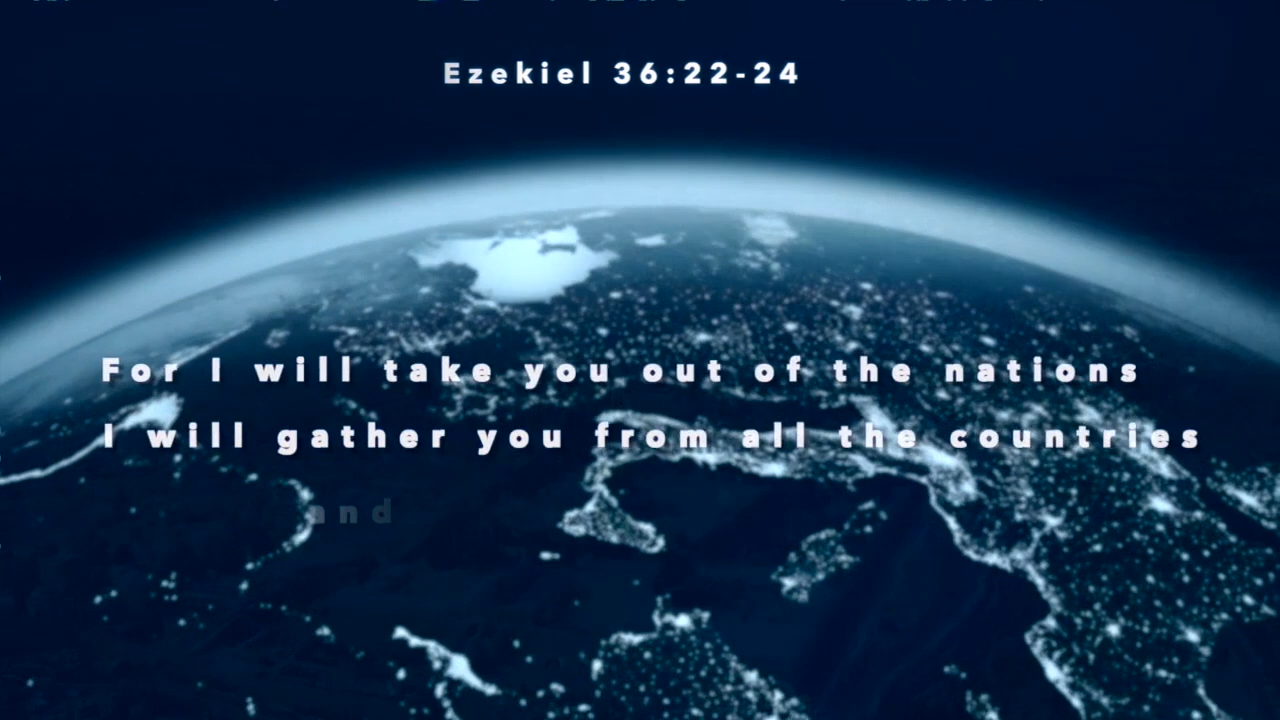 Ezekiel 36:22-24
For I will take you out of the nations
I will gather you from all the countries
and